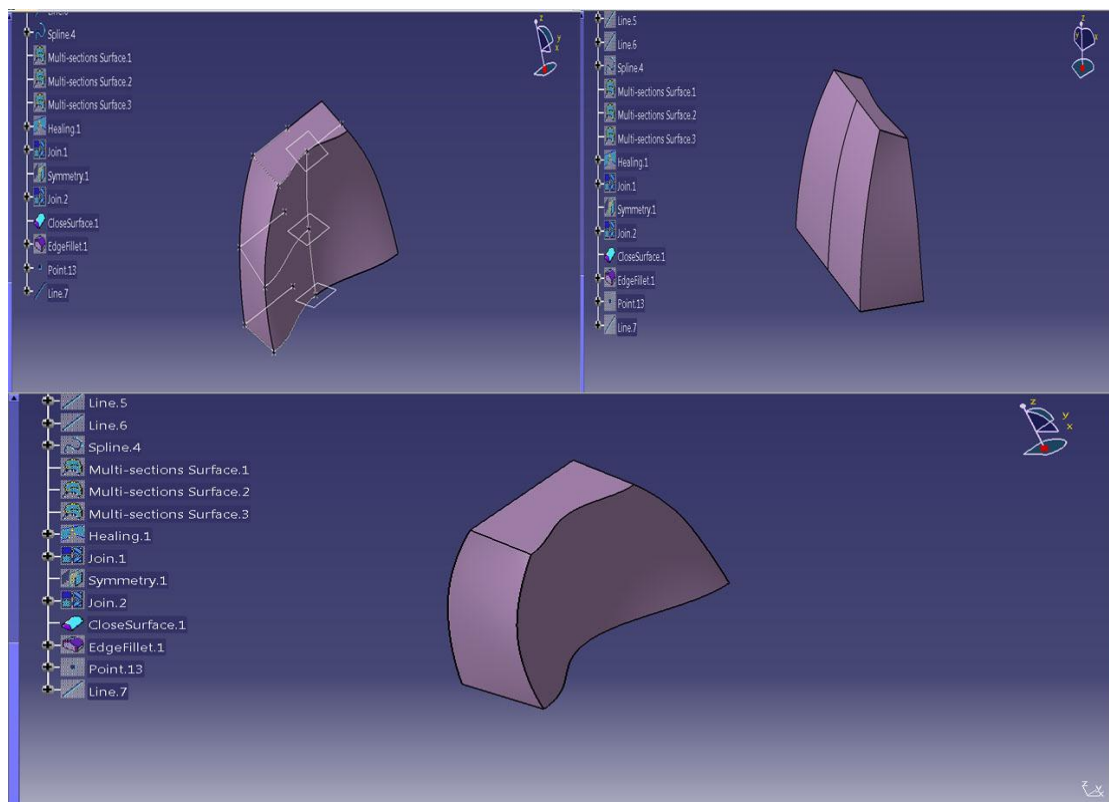 Line.6
Spline.4
Multi-sections Surface.1
Multi-sections Surface.2
Multi-sections Surface.3
Healing.1
Join.1
Symmetry.1
Join.2
CloseSurface.1
EdgeFillet.1
Point.13
Line.7
z
y
x
Line.5
Line.6
Spline.4
Multi-sections Surface.1
Multi-sections Surface.2
Multi-sections Surface.3
Healing.1
Join.1
Symmetry.1
Join.2
CloseSurface.1
EdgeFillet.1
Point.13
Line.7
z
y x
Line.5
Line.6
Spline.4
Multi-sections Surface.1
Multi-sections Surface.2
Multi-sections Surface.3
Healing.1
Join.1
Symmetry.1
Join.2
CloseSurface.1
EdgeFillet.1
Point.13
Line.7
z
y
x